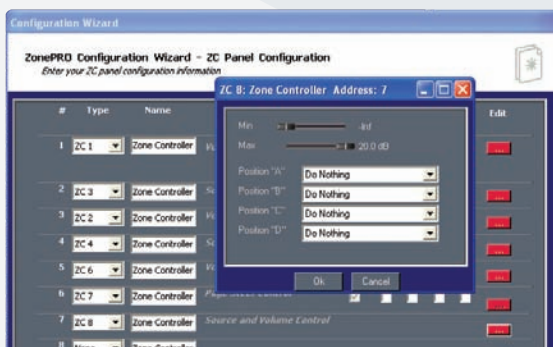 Configuration Wizard
ZonePRO Configuration Wizard - ZC Panel Configuration
Enter your ZC panel configuration information
# Type Name Edit
ZC 8: Zone Controller Address: 7
Min -Inf
Max 20.0 dB
Position "A" Do Nothing
Position "B" Do Nothing
Position "C" Do Nothing
Position "D" Do Nothing
Ok Cancel
1 ZC 1 Zone Controller ...
2 ZC 3 Zone Controller ...
3 ZC 2 Zone Controller ...
4 ZC 4 Zone Controller ...
5 ZC 6 Zone Controller ...
6 ZC 7 Zone Controller Page Steer Control ...
7 ZC 8 Zone Controller Source and Volume Control ...
8 None Zone Controller